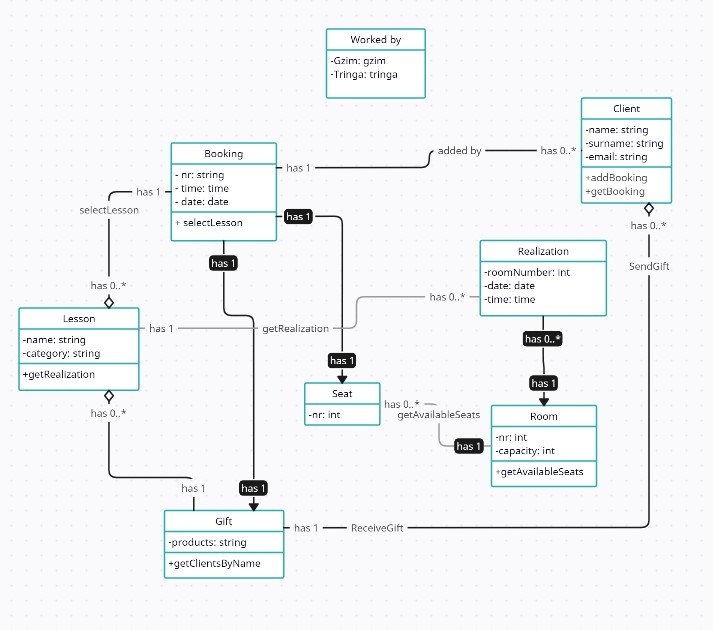 Worked by
-Gzim: gzim
-Tringa: tringa
Client
-name: string
-surname: string
-email: string
+addBooking
+getBooking
Booking
- nr: string
- time: time
- date: date
+ selectLesson
has 1
added by
has 0..*
has 1
selectLesson
has 1
has 0..*
has 0..*
SendGift
has 1
Realization
-roomNumber: int
-date: date
-time: time
has 0..*
Lesson
-name: string
-category: string
+getRealization
has 1
getRealization
has 0..*
has 1
has 1
Seat
-nr: int
has 0..*
getAvailableSeats
has 1
Room
-nr: int
-capacity: int
+getAvailableSeats
has 0..*
has 1
has 1
Gift
-products: string
+getClientsByName
has 1
ReceiveGift